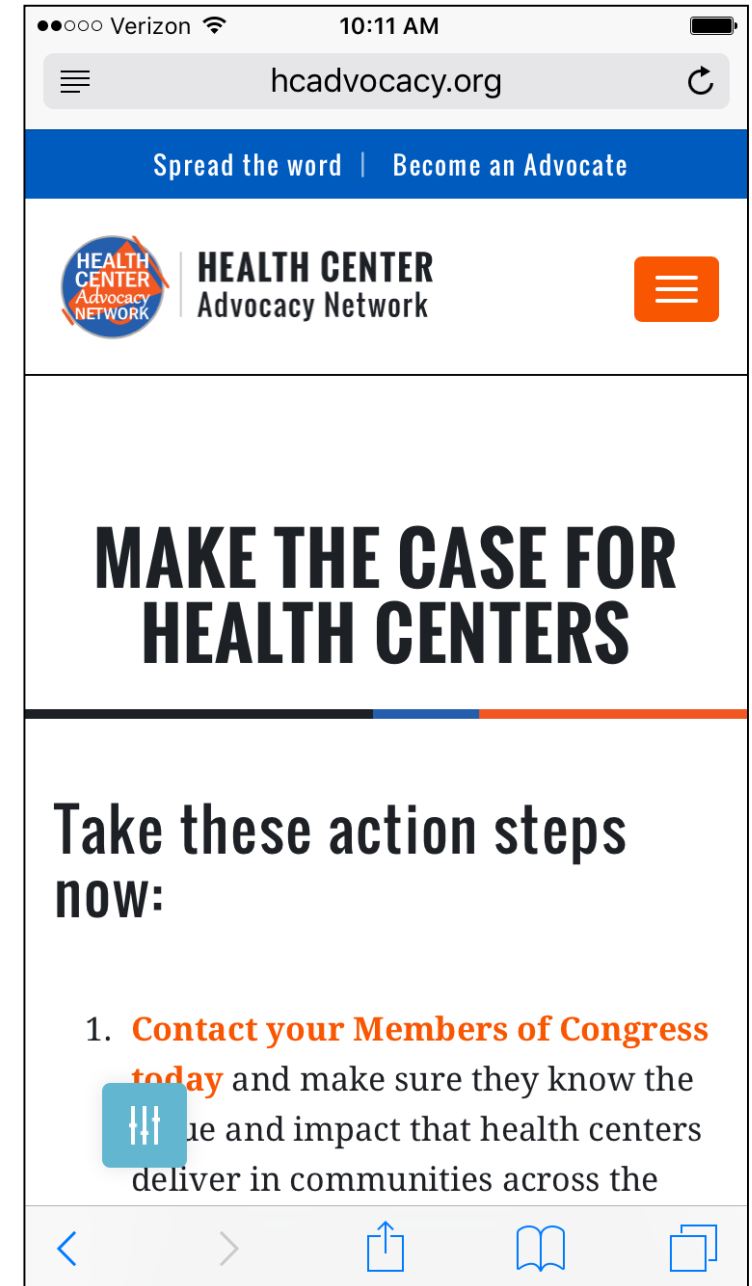 Verizon 10:11 AM
hcadvocacy.org
Spread the word | Become an Advocate
HEALTH
CENTER
Advocacy
NETWORK
HEALTH CENTER
Advocacy Network
MAKE THE CASE FOR
HEALTH CENTERS
Take these action steps
now:
1. Contact your Members of Congress
today and make sure they know the
ue and impact that health centers
deliver in communities across the